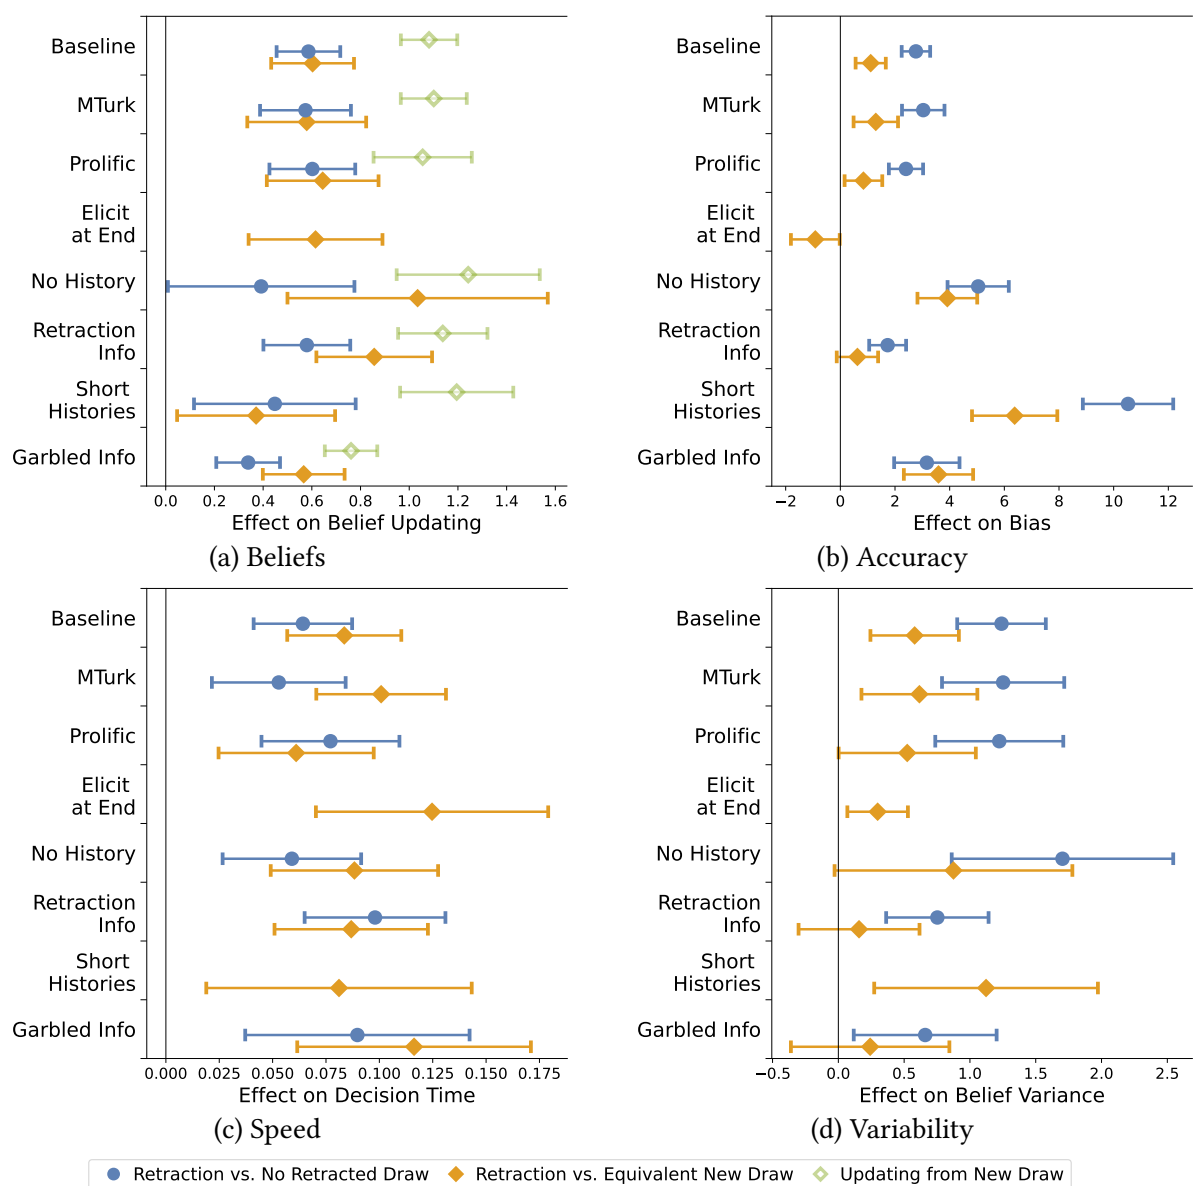 Baseline
MTurk
Prolific
Elicit
at End
No History
Retraction
Info
Short
Histories
Garbled Info
0.0 0.2 0.4 0.6 0.8 1.0 1.2 1.4 1.6
Effect on Belief Updating
(a) Beliefs
Baseline
MTurk
Prolific
Elicit
at End
No History
Retraction
Info
Short
Histories
Garbled Info
−2 0 2 4 6 8 10 12
Effect on Bias
(b) Accuracy
Baseline
MTurk
Prolific
Elicit
at End
No History
Retraction
Info
Short
Histories
Garbled Info
0.000 0.025 0.050 0.075 0.100 0.125 0.150 0.175
Effect on Decision Time
(c) Speed
Baseline
MTurk
Prolific
Elicit
at End
No History
Retraction
Info
Short
Histories
Garbled Info
−0.5 0.0 0.5 1.0 1.5 2.0 2.5
Effect on Belief Variance
(d) Variability
Retraction vs. No Retracted Draw Retraction vs. Equivalent New Draw Updating from New Draw